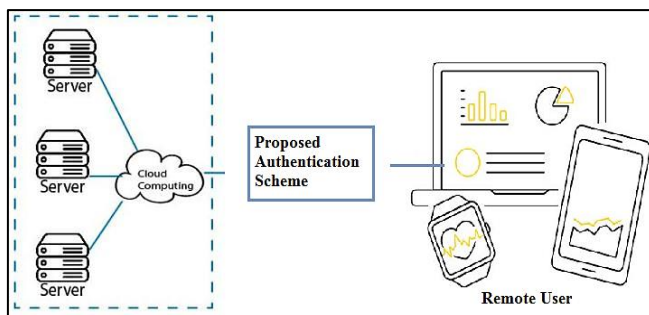 Server
Server
Server
Cloud
Computing
Proposed
Authentication
Scheme
Remote User